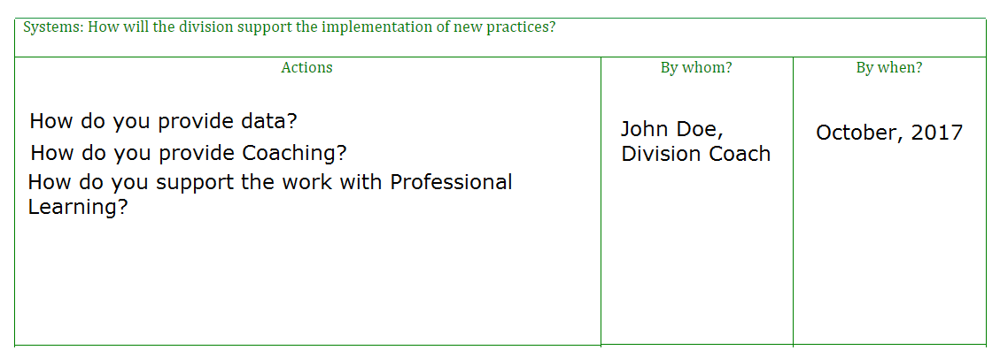 Systems: How will the division support the implementation of new practices?
Actions
By whom?
By when?
How do you provide data?
How do you provide Coaching?
How do you support the work with Professional
Learning?
John Doe,
Division Coach
October, 2017